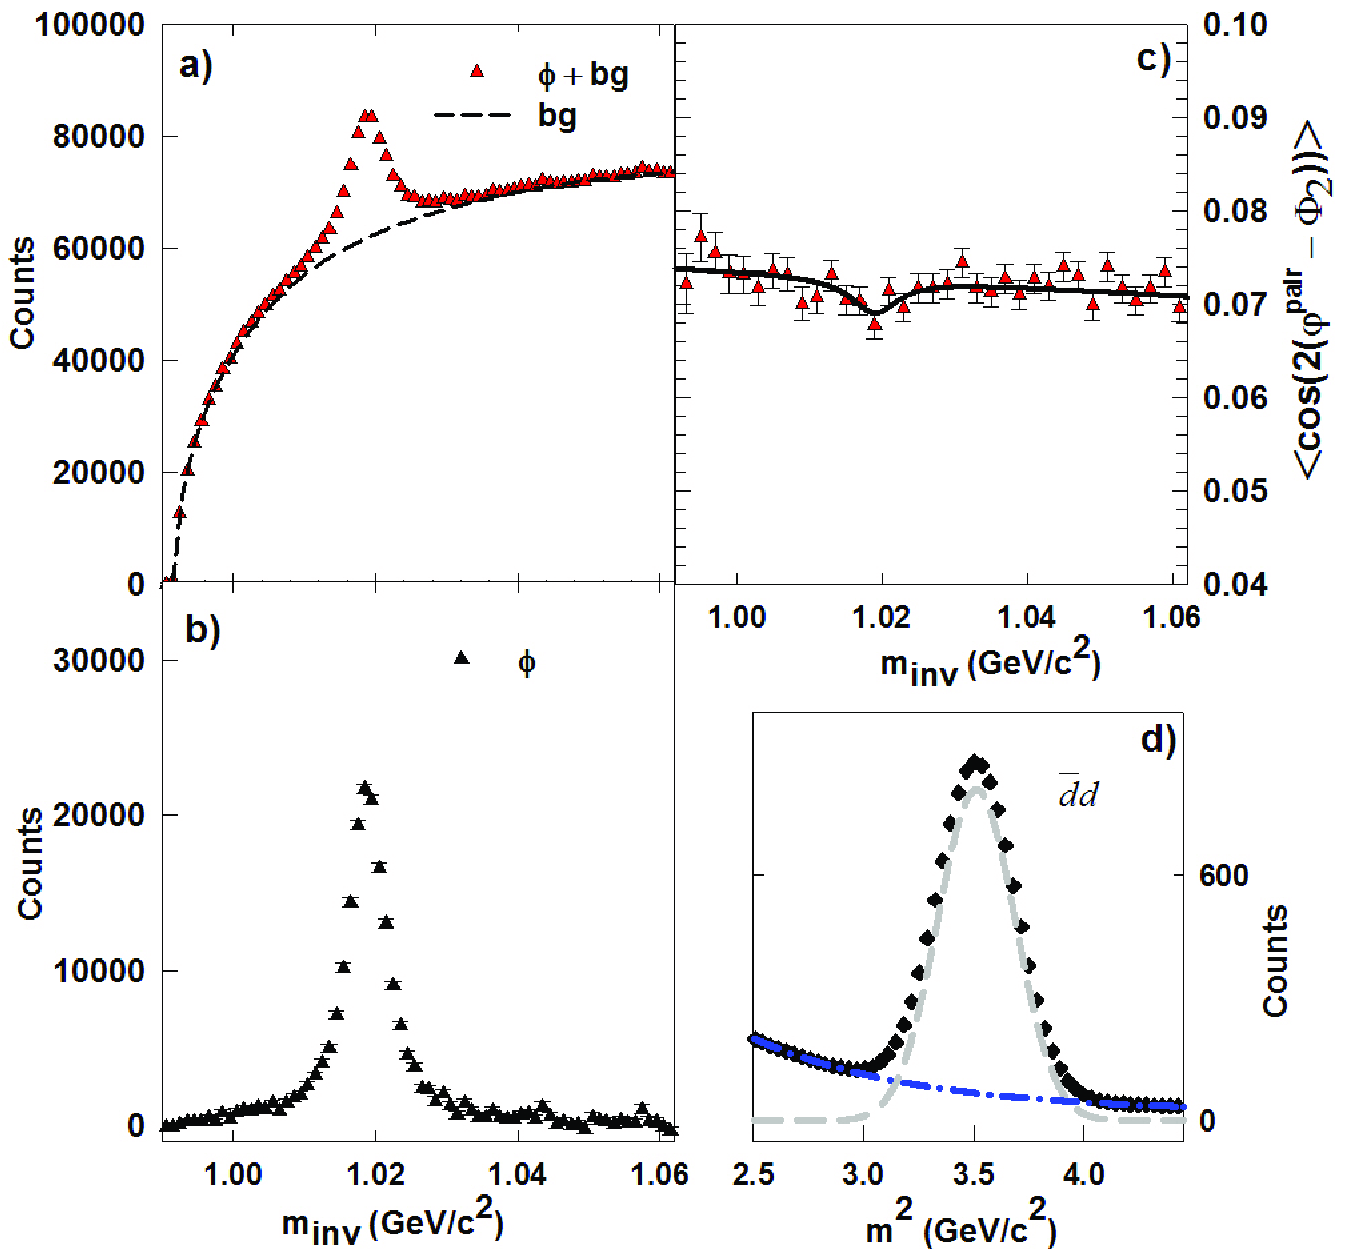 a)
ϕ + bg
bg
100000
80000
60000
40000
20000
0
Counts
b)
ϕ
30000
20000
10000
0
Counts
1.00
1.02
1.04
1.06
m_inv (GeV/c²)
c)
0.10
0.09
0.08
0.07
0.06
0.05
0.04
<cos(2(φ^pair − Φ₂))>
1.00
1.02
1.04
1.06
m_inv (GeV/c²)
d)
d̅d
600
0
Counts
2.5
3.0
3.5
4.0
m² (GeV/c²)